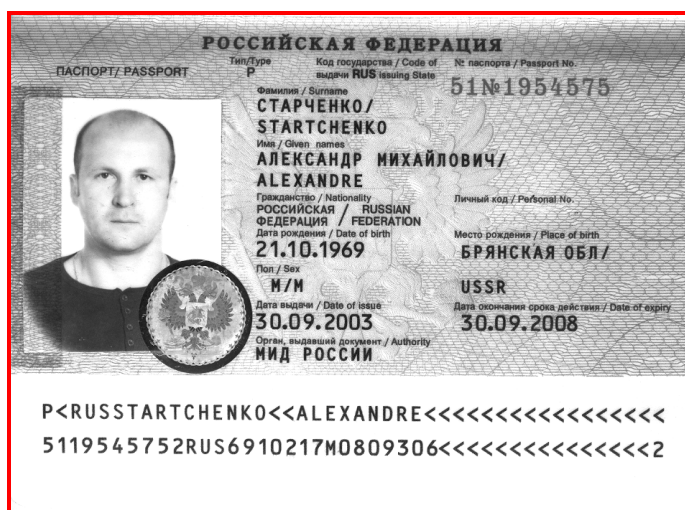 РОССИЙСКАЯ ФЕДЕРАЦИЯ
ПАСПОРТ/ PASSPORT
Тип/Type
P
Код государства / Code of
выдачи RUS issuing State
№ паспорта / Passport No.
51№1954575
Фамилия / Surname
СТАРЧЕНКО/
STARTCHENKO
Имя / Given names
АЛЕКСАНДР МИХАЙЛОВИЧ/
ALEXANDRE
Гражданство / Nationality
РОССИЙСКАЯ / RUSSIAN
ФЕДЕРАЦИЯ / FEDERATION
Личный код / Personal No.
Дата рождения / Date of birth
21.10.1969
Место рождения / Place of birth
БРЯНСКАЯ ОБЛ/
USSR
Пол / Sex
М/M
Дата выдачи / Date of issue
30.09.2003
Дата окончания срока действия / Date of expiry
30.09.2008
Орган, выдавший документ / Authority
МИД РОССИИ
P<RUSSTARTCHENKO<<ALEXANDRE<<<<<<<<<<<<<<<<<
5119545752RUS6910217M0809306<<<<<<<<<<<<<<<2